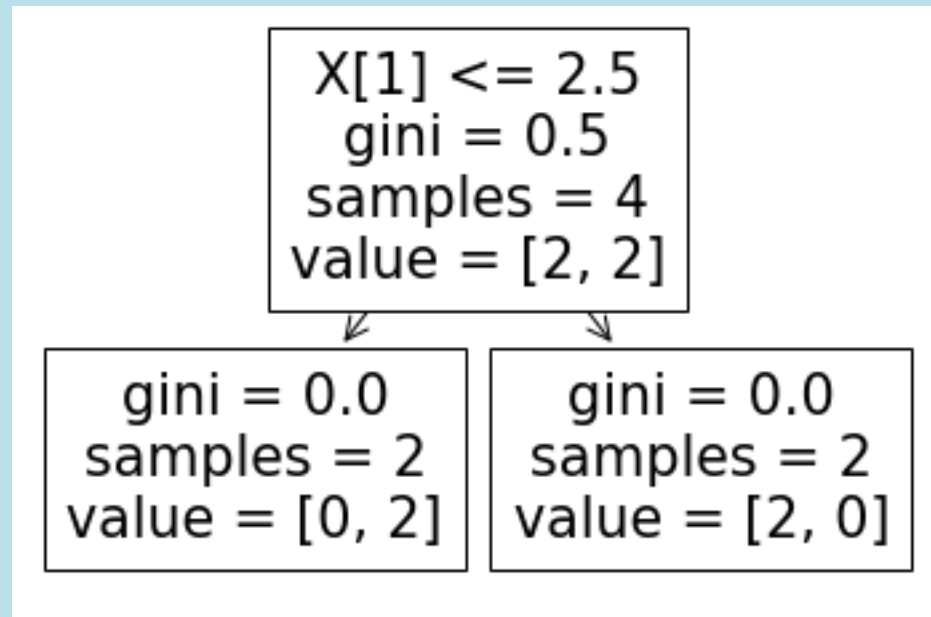 X[1] <= 2.5
gini = 0.5
samples = 4
value = [2, 2]
gini = 0.0
samples = 2
value = [0, 2]
gini = 0.0
samples = 2
value = [2, 0]